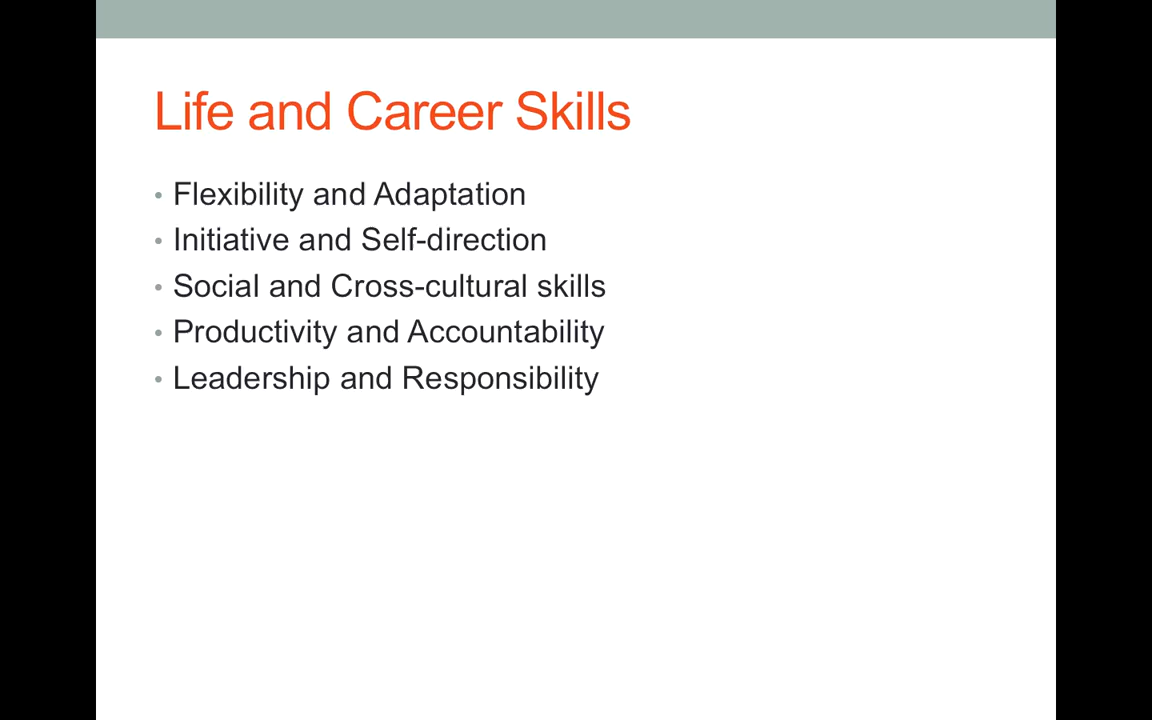 Life and Career Skills
• Flexibility and Adaptation
• Initiative and Self-direction
• Social and Cross-cultural skills
• Productivity and Accountability
• Leadership and Responsibility